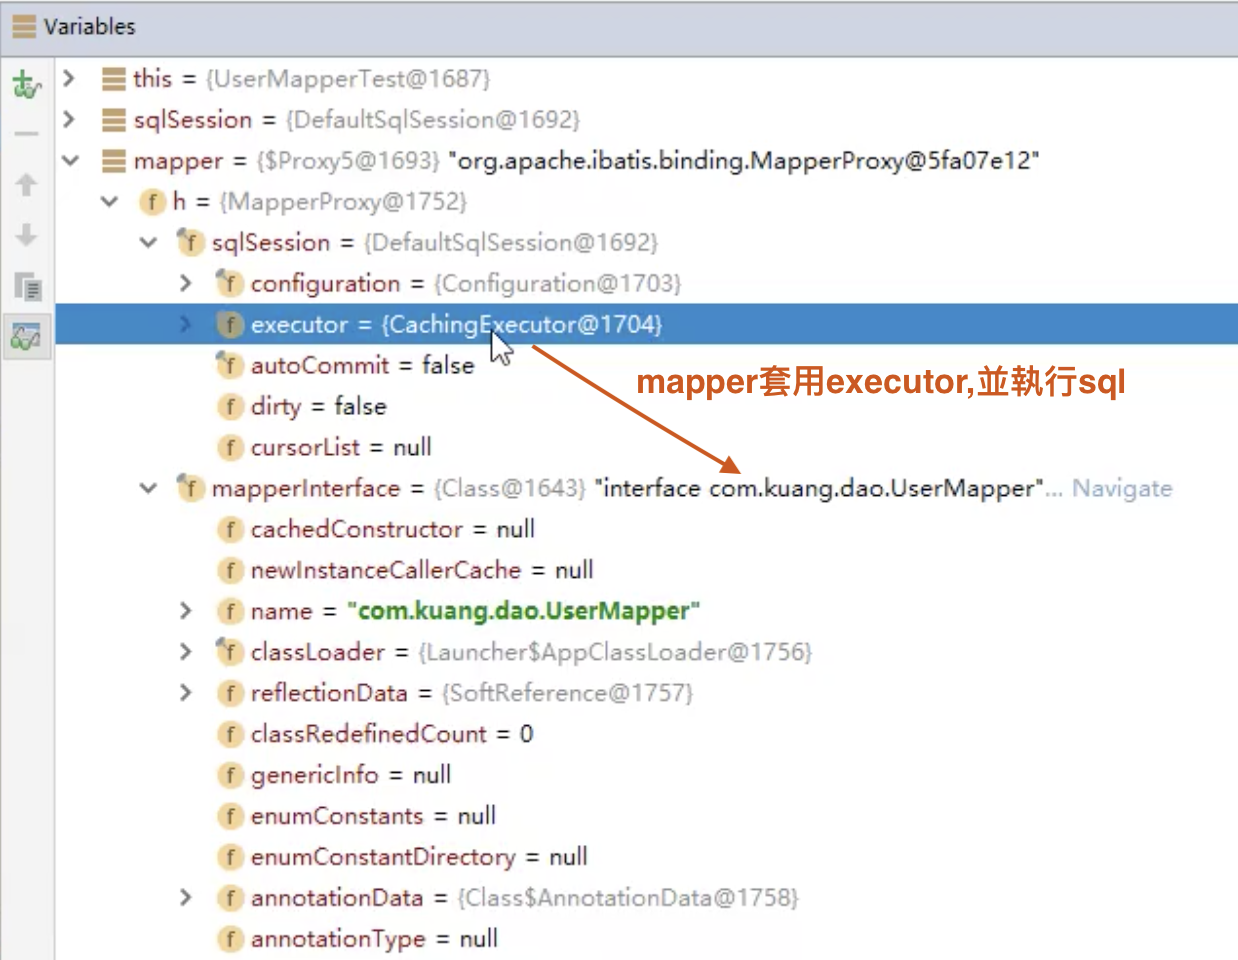 Variables
this = {UserMapperTest@1687}
sqlSession = {DefaultSqlSession@1692}
mapper = {$Proxy5@1693} "org.apache.ibatis.binding.MapperProxy@5fa07e12"
f h = {MapperProxy@1752}
f sqlSession = {DefaultSqlSession@1692}
f configuration = {Configuration@1703}
f executor = {CachingExecutor@1704}
f autoCommit = false
mapper套用executor,並執行sql
f dirty = false
f cursorList = null
f mapperInterface = {Class@1643} "interface com.kuang.dao.UserMapper"... Navigate
f cachedConstructor = null
f newInstanceCallerCache = null
f name = "com.kuang.dao.UserMapper"
f classLoader = {Launcher$AppClassLoader@1756}
f reflectionData = {SoftReference@1757}
f classRedefinedCount = 0
f genericInfo = null
f enumConstants = null
f enumConstantDirectory = null
f annotationData = {Class$AnnotationData@1758}
f annotationType = null